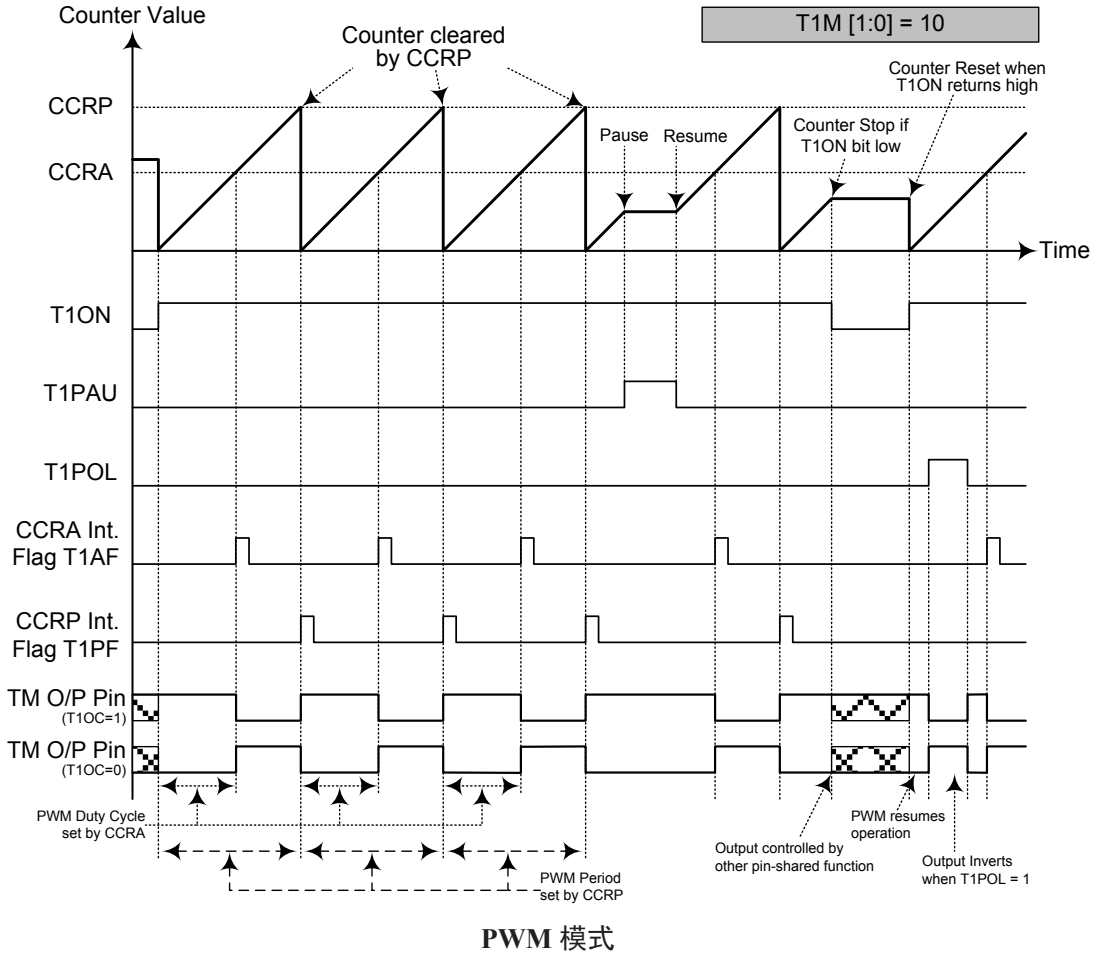 Counter Value
T1M [1:0] = 10
Counter cleared
by CCRP
Counter Reset when
T1ON returns high
CCRP
Pause
Resume
Counter Stop if
T1ON bit low
CCRA
Time
T1ON
T1PAU
T1POL
CCRA Int.
Flag T1AF
CCRP Int.
Flag T1PF
TM O/P Pin
(T1OC=1)
TM O/P Pin
(T1OC=0)
PWM Duty Cycle
set by CCRA
PWM resumes
operation
Output controlled by
other pin-shared function
Output Inverts
when T1POL = 1
PWM Period
set by CCRP
PWM 模式